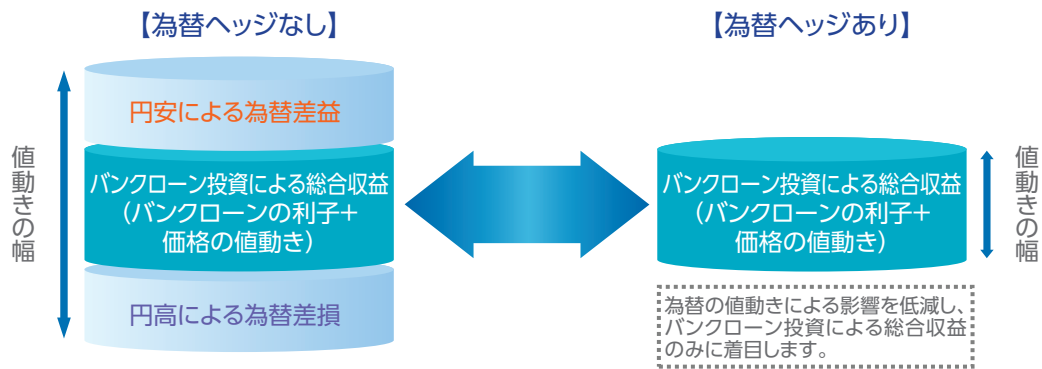 【為替ヘッジなし】
値動きの幅
円安による為替差益
バンクローン投資による総合収益
（バンクローンの利子＋
価格の値動き）
円高による為替差損
【為替ヘッジあり】
バンクローン投資による総合収益
（バンクローンの利子＋
価格の値動き）
値動きの幅
為替の値動きによる影響を低減し、
バンクローン投資による総合収益
のみに着目します。